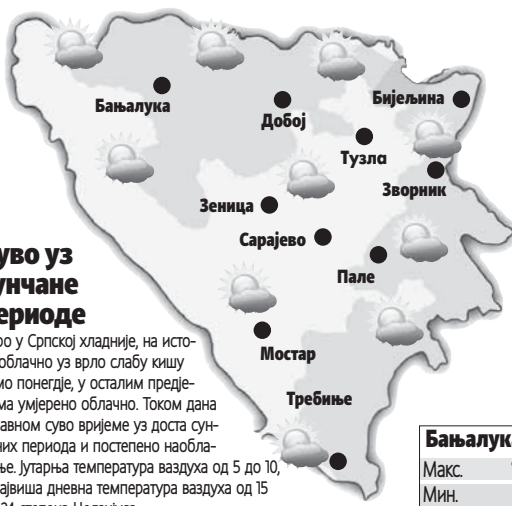 Бањалука
Добој
Бијељина
Тузла
Зворник
Зеница
Сарајево
Пале
Мостар
Требиње
уво уз
унчане
ериоде
ро у Српској хладније, на исто-
облачно уз врло слабу кишу
мо понегдје, у осталим предје-
ма умјерено облачно. Током дана
авном суво вријеме уз доста сун-
них периода и постепено наобла-
ње. Јутарња температура ваздуха од 5 до 10,
ајвиша дневна температура ваздуха од 15
Бањалука
Макс.
Мин.